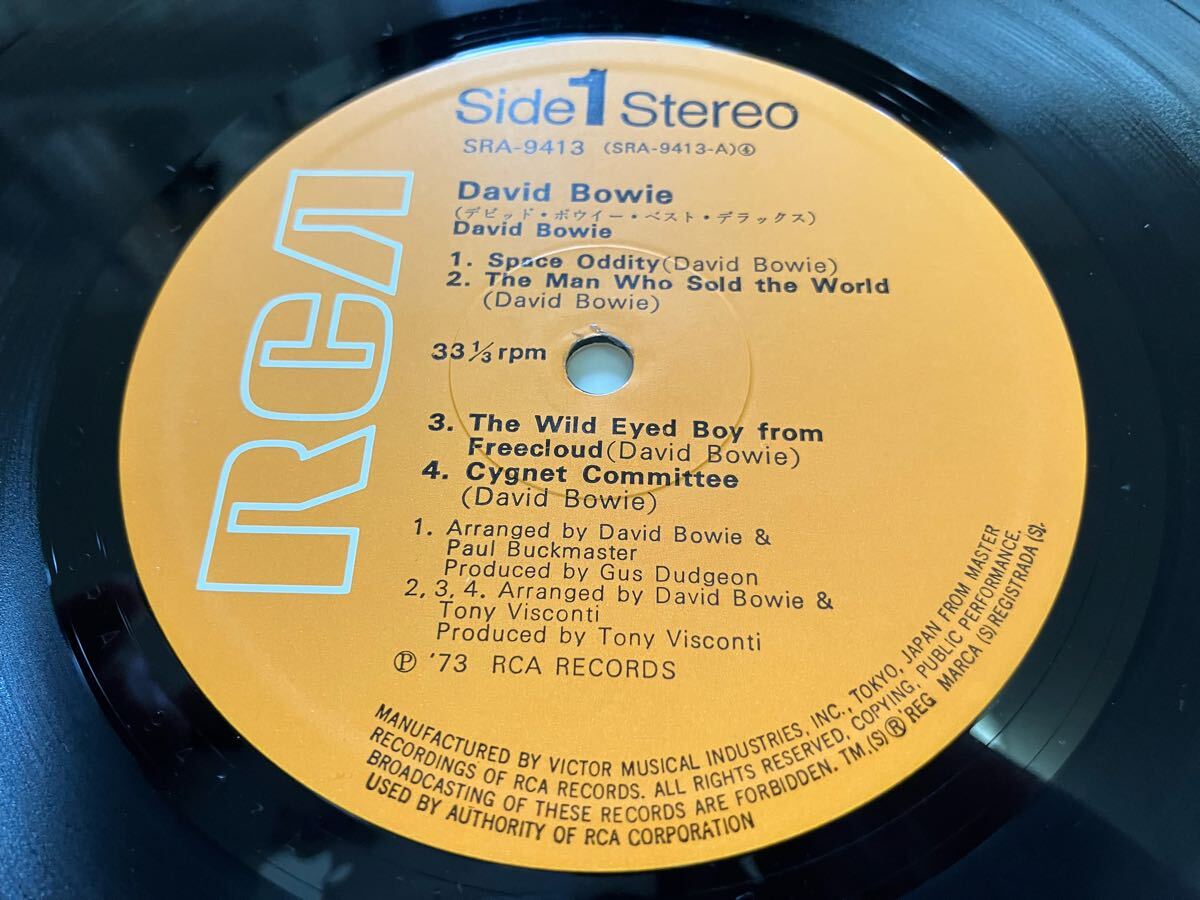 Side 1 Stereo
SRA-9413 (SRA-9413-A)④
David Bowie
(デビッド・ボウイー・ベスト・デラックス)
David Bowie
1. Space Oddity(David Bowie)
2. The Man Who Sold the World
(David Bowie)
33 1/3 rpm
3. The Wild Eyed Boy from
Freecloud(David Bowie)
4. Cygnet Committee
(David Bowie)
1. Arranged by David Bowie &
Paul Buckmaster
Produced by Gus Dudgeon
2, 3, 4. Arranged by David Bowie &
Tony Visconti
Produced by Tony Visconti
Ⓟ '73 RCA RECORDS
RCA
MANUFACTURED BY VICTOR MUSICAL INDUSTRIES, INC., TOKYO, JAPAN FROM MASTER
RECORDINGS OF RCA RECORDS. ALL RIGHTS RESERVED, COPYING, PUBLIC PERFORMANCE,
BROADCASTING OF THESE RECORDS ARE FORBIDDEN. TM.(S)® REG MARCA (S) REGISTRADA (S).
USED BY AUTHORITY OF RCA CORPORATION